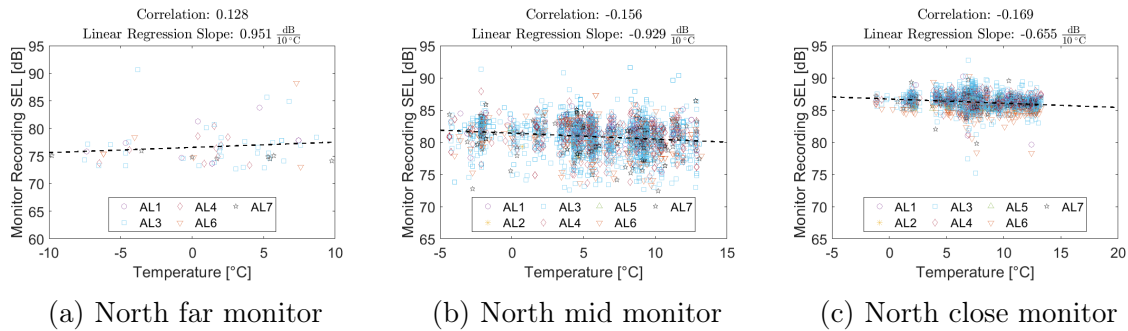 Correlation: 0.128
Linear Regression Slope: 0.951 dB/10 °C
Monitor Recording SEL [dB]
95
90
85
80
75
70
65
60
AL1
AL4
AL7
AL3
AL6
-10
-5
0
5
10
Temperature [°C]
(a) North far monitor
Correlation: -0.156
Linear Regression Slope: -0.929 dB/10 °C
Monitor Recording SEL [dB]
95
90
85
80
75
70
65
AL1
AL3
AL5
AL7
AL2
AL4
AL6
-5
0
5
10
15
Temperature [°C]
(b) North mid monitor
Correlation: -0.169
Linear Regression Slope: -0.655 dB/10 °C
Monitor Recording SEL [dB]
95
90
85
80
75
70
65
AL1
AL3
AL5
AL7
AL2
AL4
AL6
-5
0
5
10
15
20
Temperature [°C]
(c) North close monitor